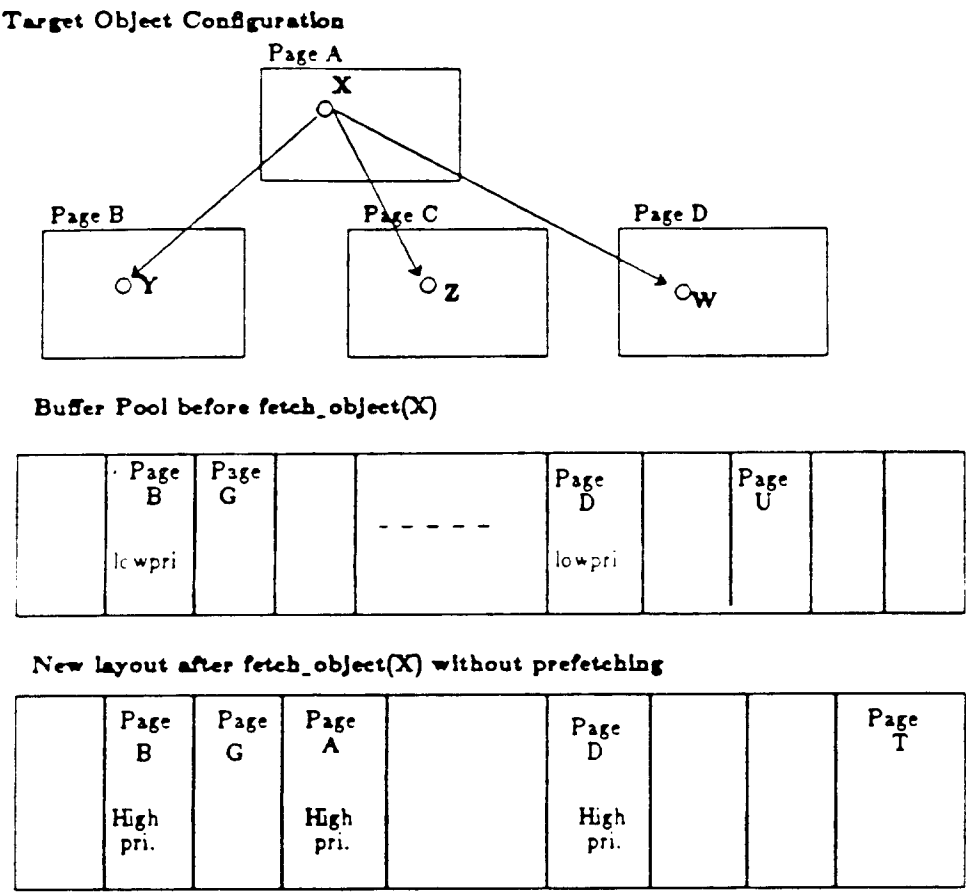 Target Object Configuration
Page A
X
Page B
Page C
Page D
Y
Z
W
Buffer Pool before fetch_object(X)
Page
B
lowpri
Page
G
Page
D
lowpri
Page
U
New layout after fetch_object(X) without prefetching
Page
B
High
pri.
Page
G
Page
A
High
pri.
Page
D
High
pri.
Page
T